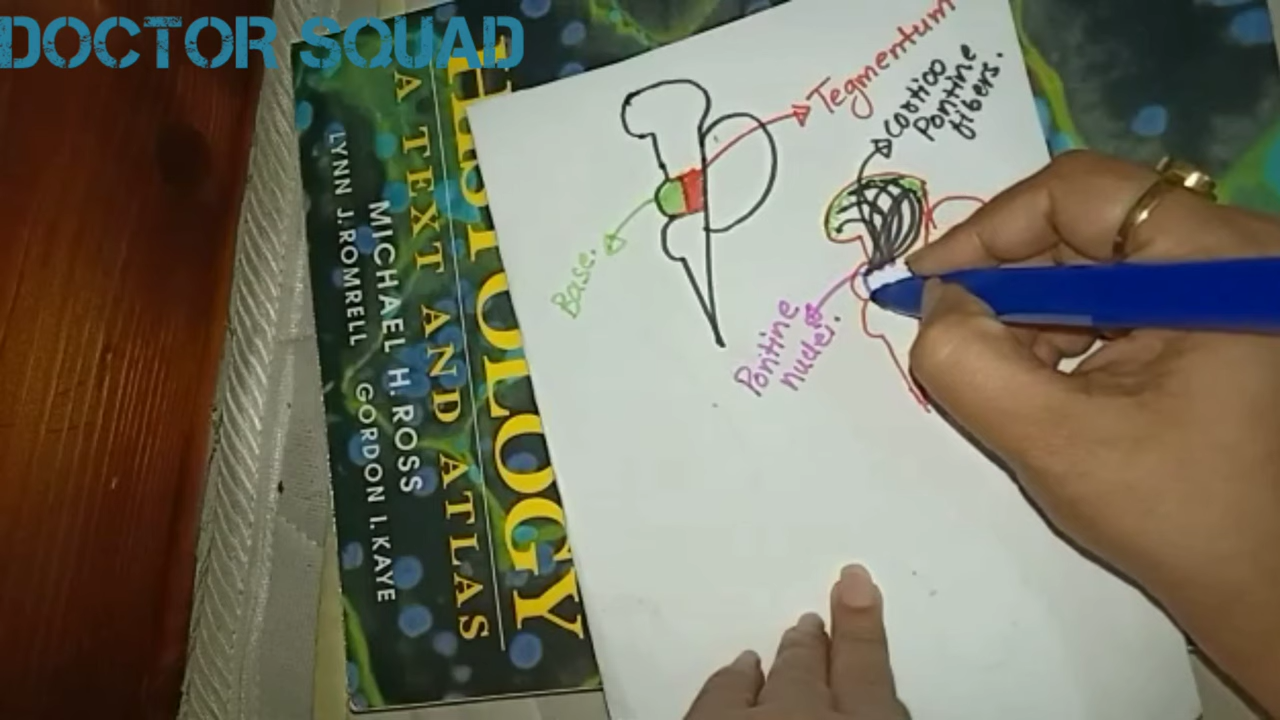 DOCTOR SQUAD
HISTOLOGY
A TEXT AND ATLAS
MICHAEL H. ROSS
LYNN J. ROMRELL GORDON I. KAYE
Tegmentum
Cortico
Pontine
fibers.
Base.
Pontine
nuclei.